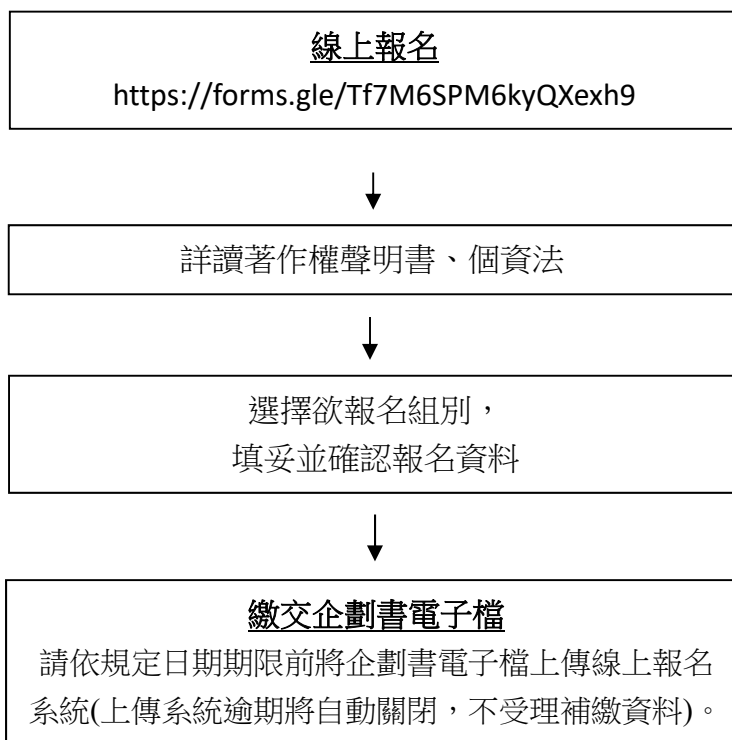 線上報名
https://forms.gle/Tf7M6SPM6kyQXexh9
詳讀著作權聲明書、個資法
選擇欲報名組別，
填妥並確認報名資料
繳交企劃書電子檔
請依規定日期期限前將企劃書電子檔上傳線上報名
系統(上傳系統逾期將自動關閉，不受理補繳資料)。